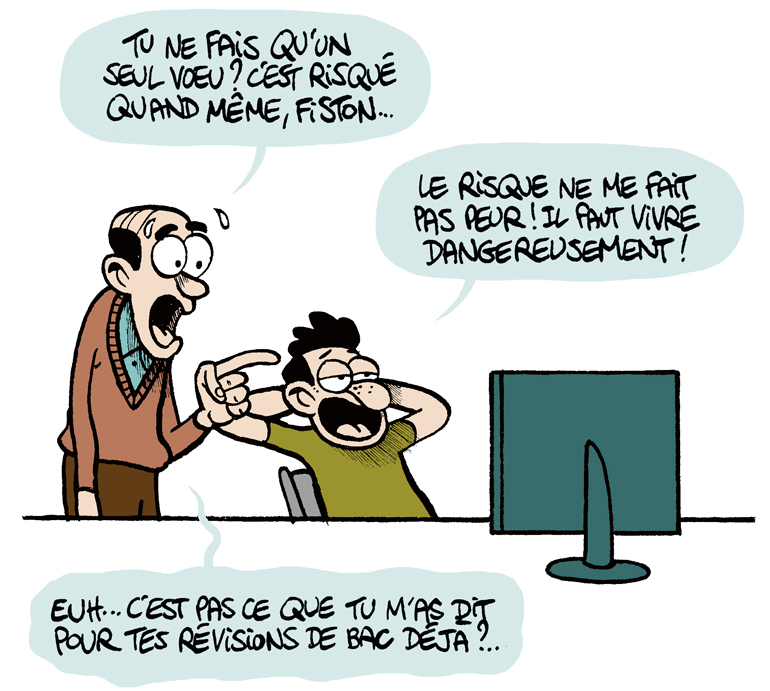 TU NE FAIS QU'UN
SEUL VOEU ? C'EST RISQUÉ
QUAND MÊME, FISTON...
LE RISQUE NE ME FAIT
PAS PEUR ! IL FAUT VIVRE
DANGEREUSEMENT !
EUH... C'EST PAS CE QUE TU M'AS DIT
POUR TES RÉVISIONS DE BAC DÉJÀ ?..